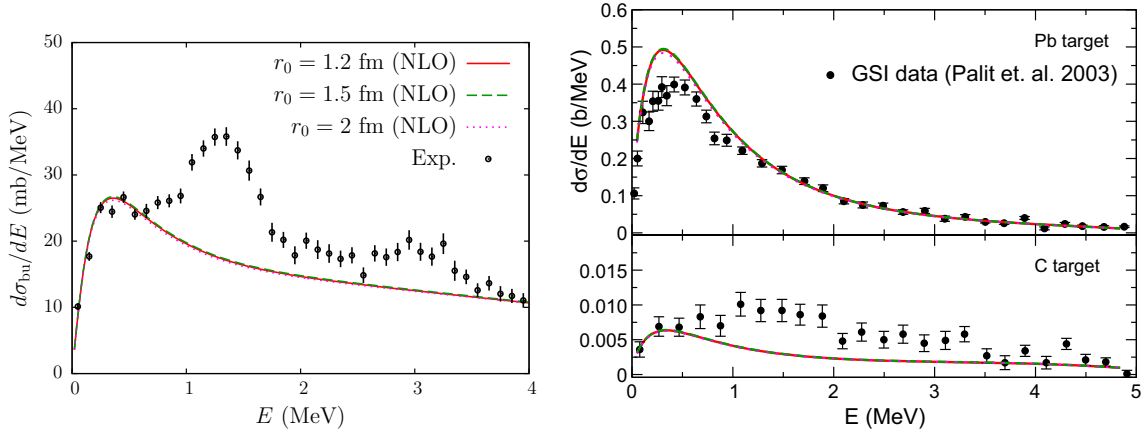 50
40
30
20
10
0
0 1 2 3 4
dσbu/dE (mb/MeV)
E (MeV)
r0 = 1.2 fm (NLO)
r0 = 1.5 fm (NLO)
r0 = 2 fm (NLO)
Exp.
0.6
0.5
0.4
0.3
0.2
0.1
0
dσ/dE (b/MeV)
Pb target
GSI data (Palit et. al. 2003)
C target
0.015
0.010
0.005
0
0 1 2 3 4 5
E (MeV)